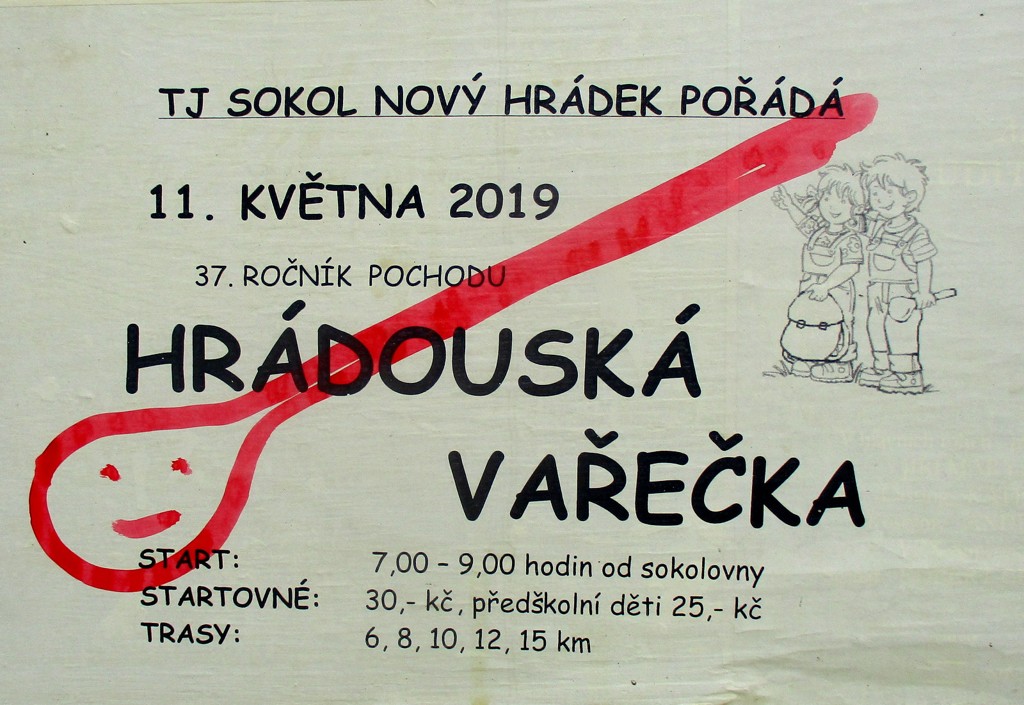 TJ SOKOL NOVÝ HRÁDEK POŘÁDÁ
11. KVĚTNA 2019
37. ROČNÍK POCHODU
HRÁDOUSKÁ
VAŘEČKA
START: 7,00 – 9,00 hodin od sokolovny
STARTOVNÉ: 30,- kč, předškolní děti 25,- kč
TRASY: 6, 8, 10, 12, 15 km